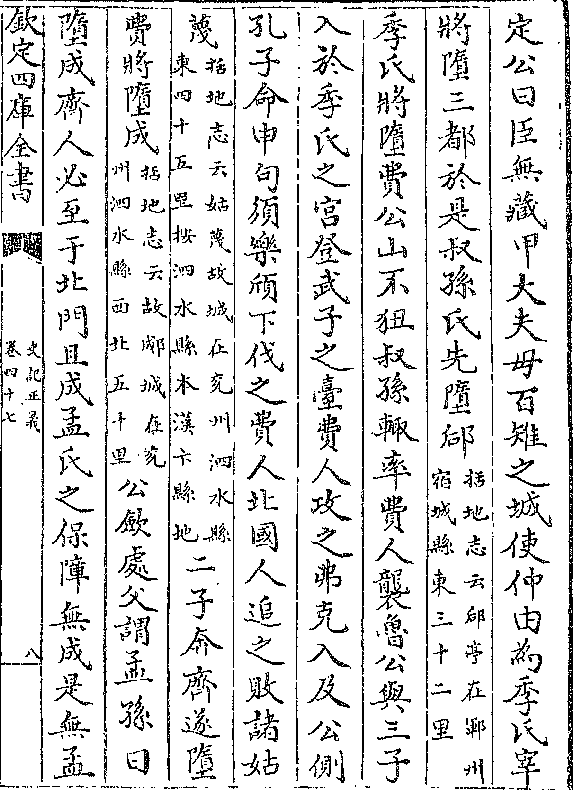 定公曰臣無藏甲大夫毋百雉之城使仲由為季氏宰
將墮三都於是叔孫氏先墮郈括地志云郈亭在鄆州宿城縣東三十二里
季氏將墮費公山不狃叔孫輒率費人襲魯公與三子
入於季氏之宫登武子之臺費人攻之弗克入及公側
孔子命申句須樂頎下伐之費人北國人追之敗諸姑
蔑括地志云姑蔑故城在兖州泗水縣東四十五里按泗水縣本漢卞縣地二子奔齊遂墮
費將墮成括地志云故郕城在兖州泗水縣西北五十里公歛處父謂孟孫曰
墮成齊人必至于北門且成孟氏之保障無成是無孟
欽定四庫全書
史記正義
卷四十七
八